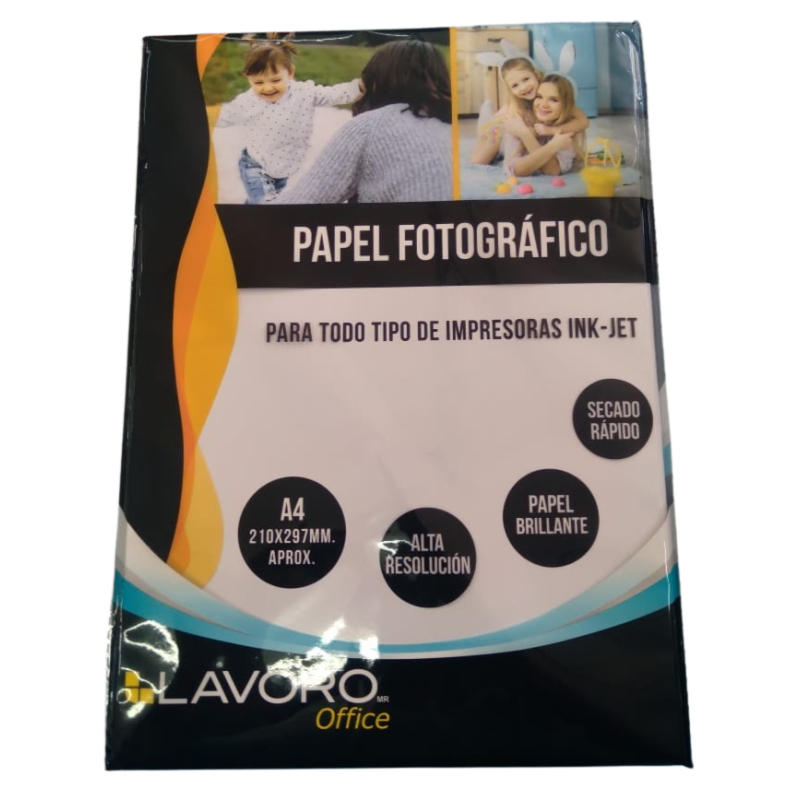 PAPEL FOTOGRÁFICO
PARA TODO TIPO DE IMPRESORAS INK-JET
SECADO
RÁPIDO
A4
210X297MM.
APROX.
ALTA
RESOLUCIÓN
PAPEL
BRILLANTE
LAVORO MR
Office